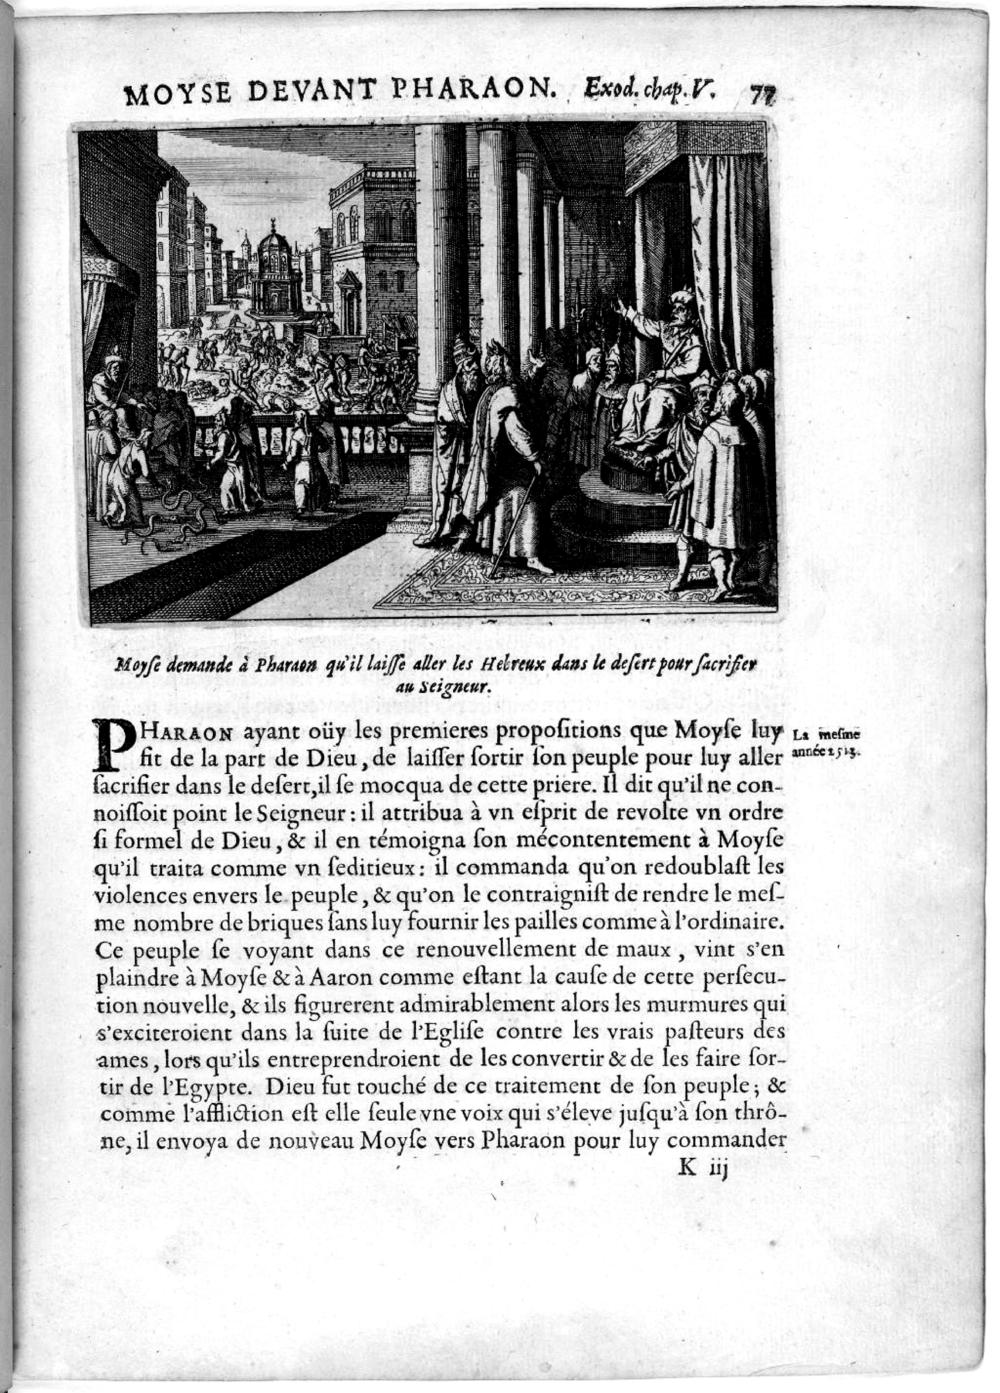 MOYSE DEVANT PHARAON. Exod. chap. V. 77
Moyſe demande à Pharaon qu'il laiſſe aller les Hebreux dans le deſert pour ſacrifier
au Seigneur.
PHARAON ayant oüy les premieres propoſitions que Moyſe luy
fit de la part de Dieu, de laiſſer ſortir ſon peuple pour luy aller
ſacrifier dans le deſert, il ſe mocqua de cette priere. Il dit qu'il ne con-
noiſſoit point le Seigneur: il attribua à vn eſprit de revolte vn ordre
ſi formel de Dieu, & il en témoigna ſon mécontentement à Moyſe
qu'il traita comme vn ſeditieux: il commanda qu'on redoublaſt les
violences envers le peuple, & qu'on le contraigniſt de rendre le meſ-
me nombre de briques ſans luy fournir les pailles comme à l'ordinaire.
Ce peuple ſe voyant dans ce renouvellement de maux, vint s'en
plaindre à Moyſe & à Aaron comme eſtant la cauſe de cette perſecu-
tion nouvelle, & ils figurerent admirablement alors les murmures qui
s'exciteroient dans la ſuite de l'Egliſe contre les vrais paſteurs des
ames, lors qu'ils entreprendroient de les convertir & de les faire ſor-
tir de l'Egypte. Dieu fut touché de ce traitement de ſon peuple; &
comme l'affliction eſt elle ſeule vne voix qui s'éleve juſqu'à ſon thrô-
ne, il envoya de nouveau Moyſe vers Pharaon pour luy commander
La meſme
année 2513.
K iij